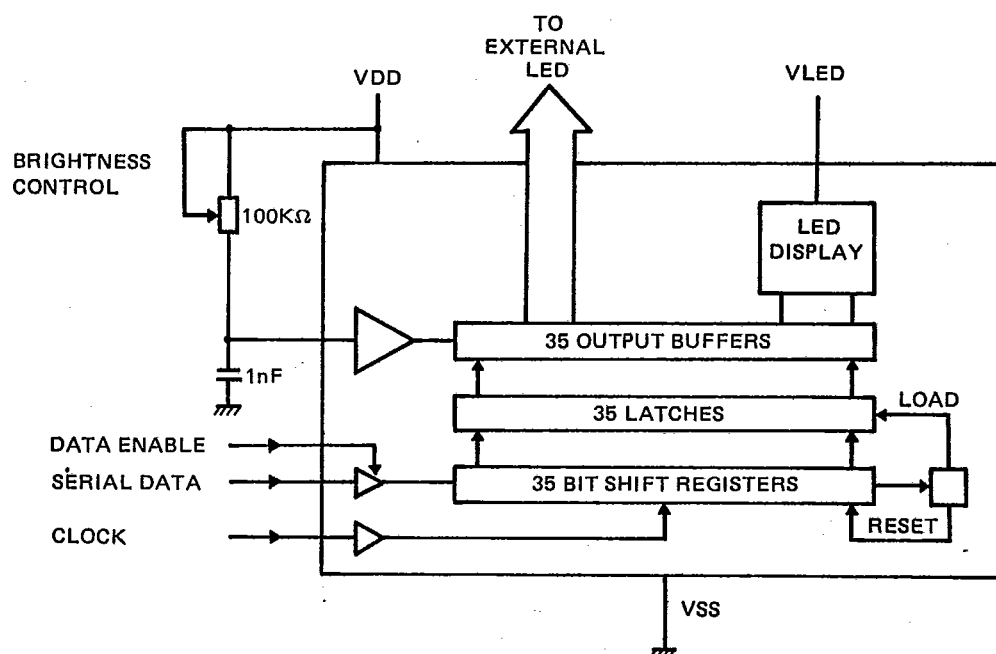 TO
EXTERNAL
LED
VDD
VLED
BRIGHTNESS
CONTROL
100KΩ
LED
DISPLAY
35 OUTPUT BUFFERS
1nF
35 LATCHES
LOAD
DATA ENABLE
SERIAL DATA
35 BIT SHIFT REGISTERS
RESET
CLOCK
VSS